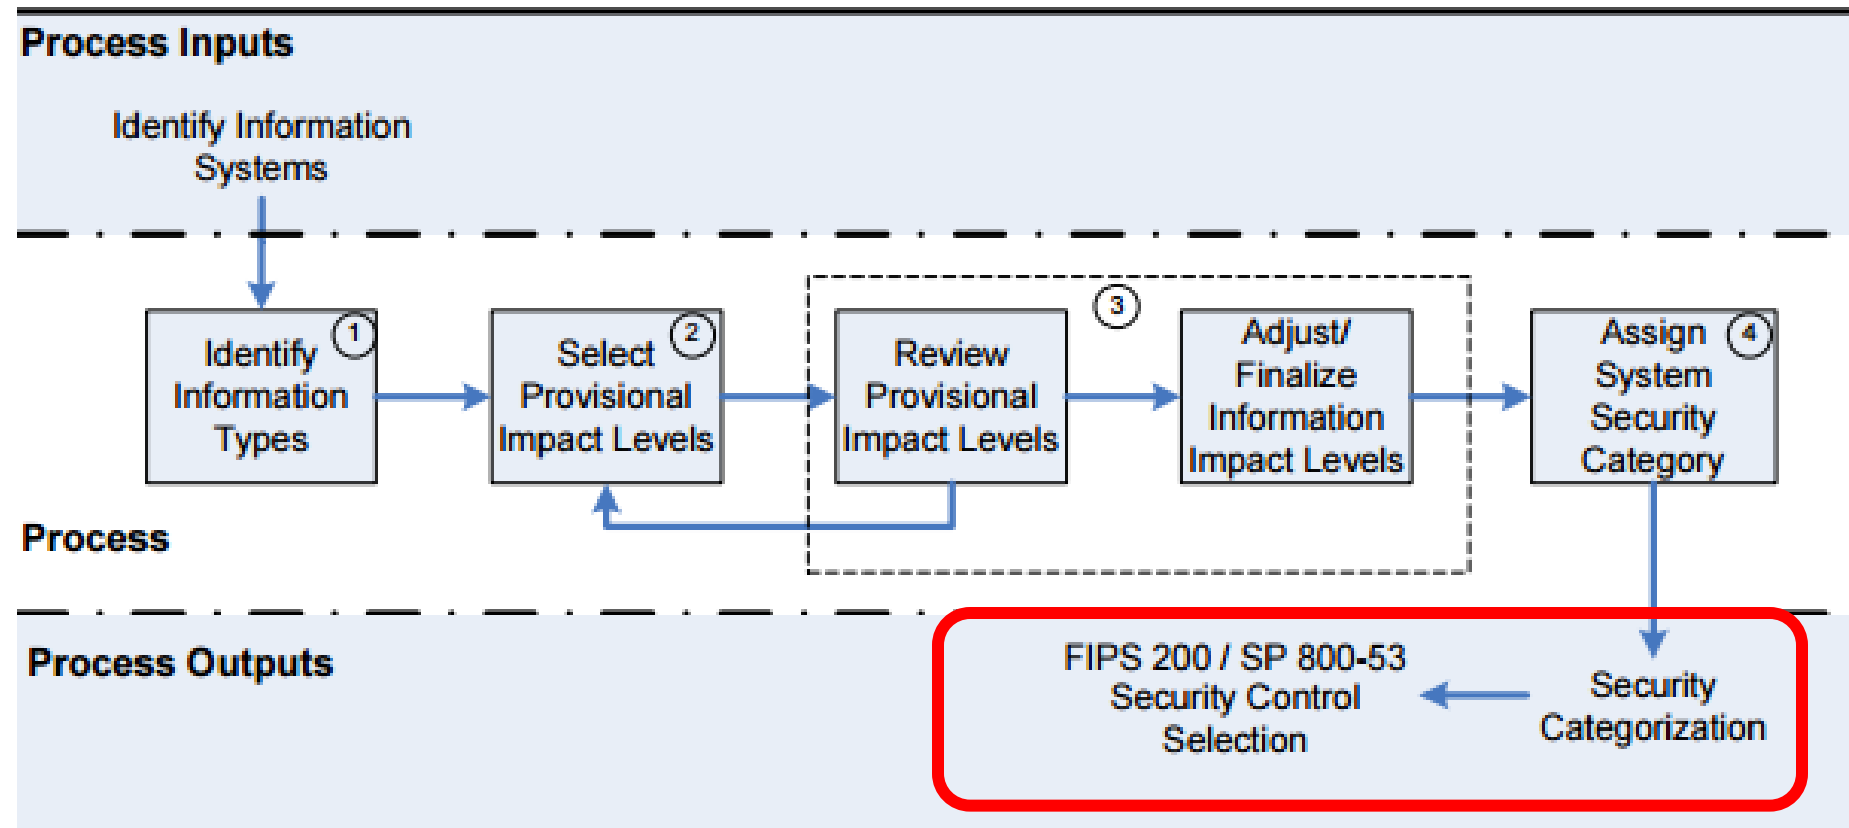 Process Inputs
Identify Information
Systems
1
Identify
Information
Types
2
Select
Provisional
Impact Levels
3
Review
Provisional
Impact Levels
Adjust/
Finalize
Information
Impact Levels
4
Assign
System
Security
Category
Process
Process Outputs
FIPS 200 / SP 800-53
Security Control
Selection
Security
Categorization